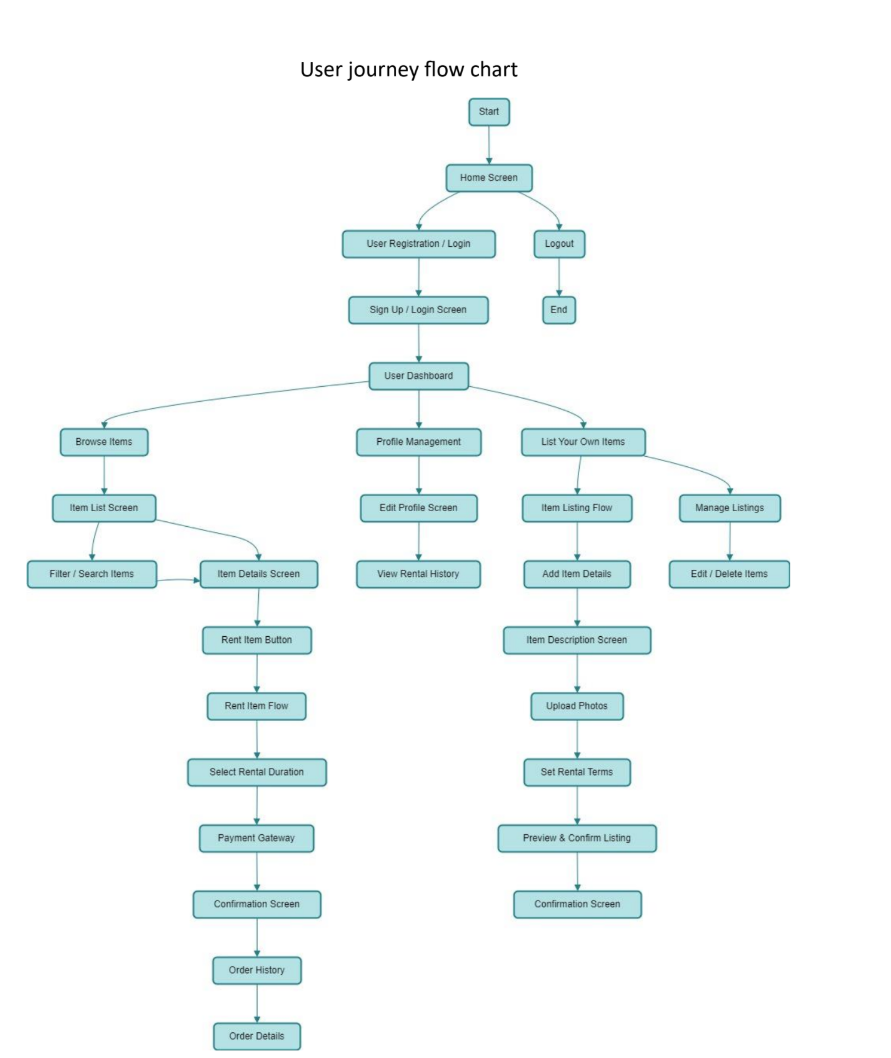 User journey flow chart
Start
Home Screen
User Registration / Login
Logout
Sign Up / Login Screen
End
User Dashboard
Browse Items
Profile Management
List Your Own Items
Item List Screen
Edit Profile Screen
Item Listing Flow
Manage Listings
Filter / Search Items
Item Details Screen
View Rental History
Add Item Details
Edit / Delete Items
Rent Item Button
Item Description Screen
Rent Item Flow
Upload Photos
Select Rental Duration
Set Rental Terms
Payment Gateway
Preview & Confirm Listing
Confirmation Screen
Confirmation Screen
Order History
Order Details